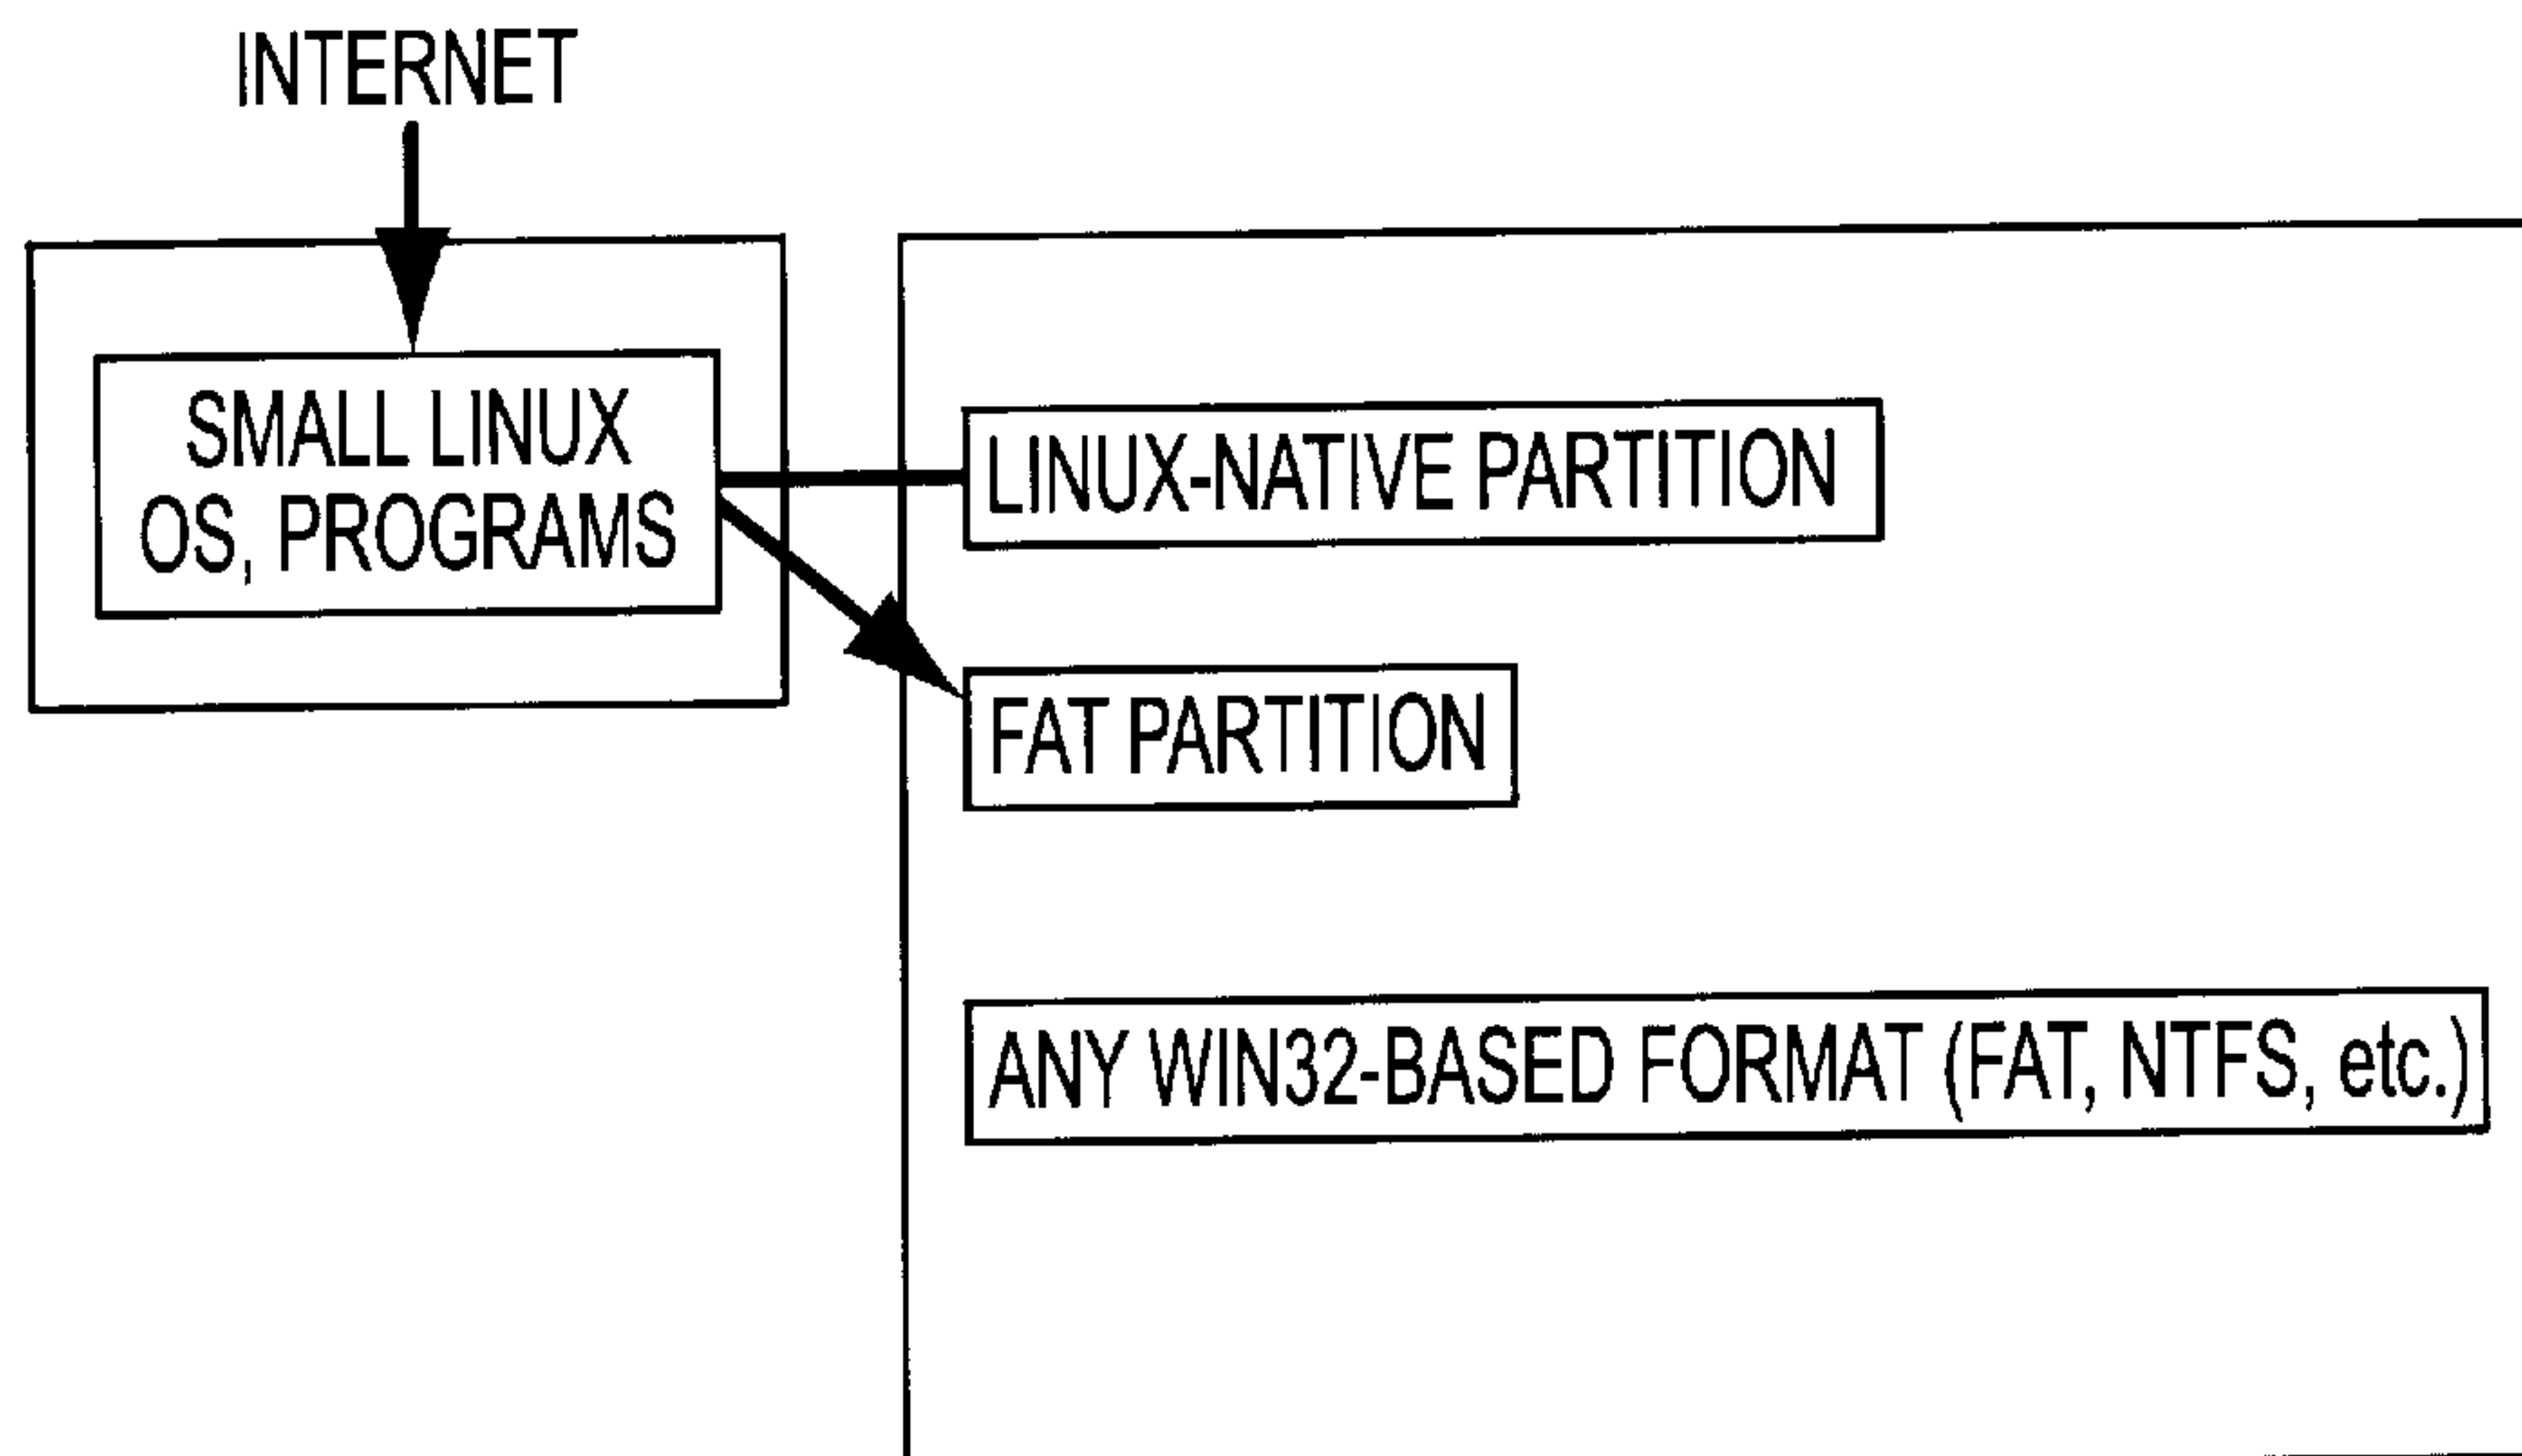 INTERNET
SMALL LINUX
OS, PROGRAMS
LINUX-NATIVE PARTITION
FAT PARTITION
ANY WIN32-BASED FORMAT (FAT, NTFS, etc.)